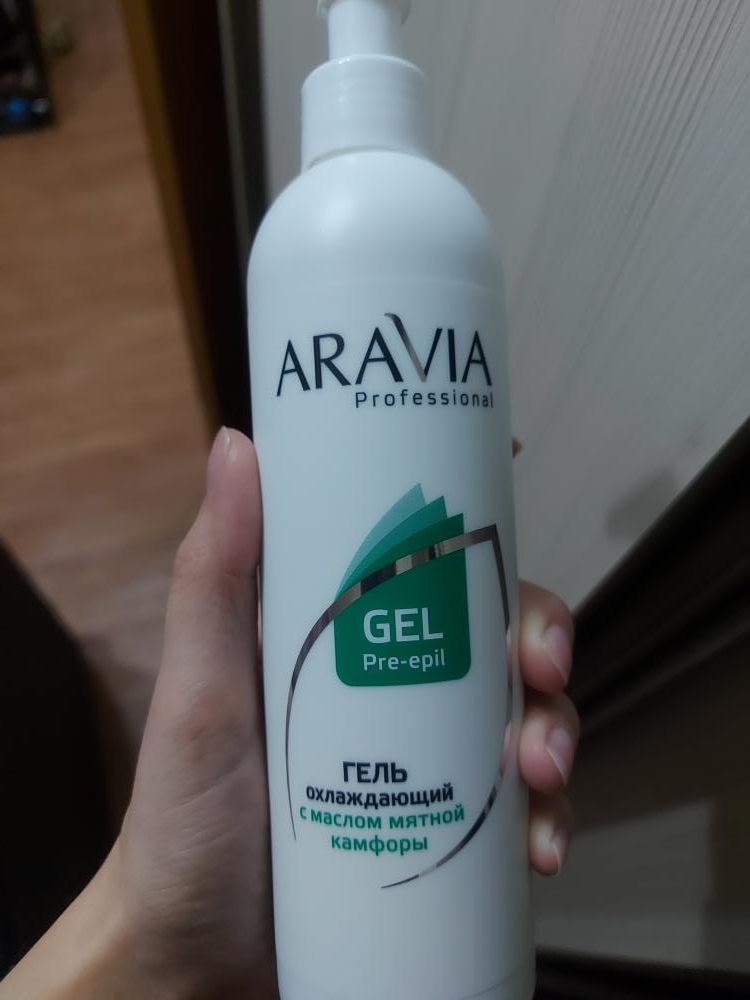 ARAVIA
Professional
GEL
Pre-epil
ГЕЛЬ
охлаждающий
с маслом мятной
камфоры